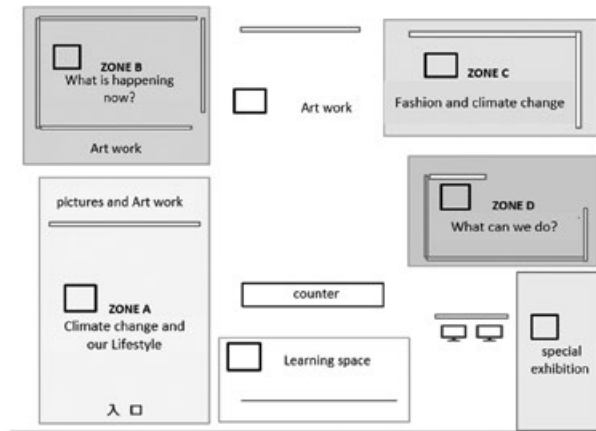 ZONE B
What is happening
now?
Art work
Art work
ZONE C
Fashion and climate change
pictures and Art work
ZONE D
What can we do?
ZONE A
Climate change and
our Lifestyle
入 口
counter
Learning space
special
exhibition